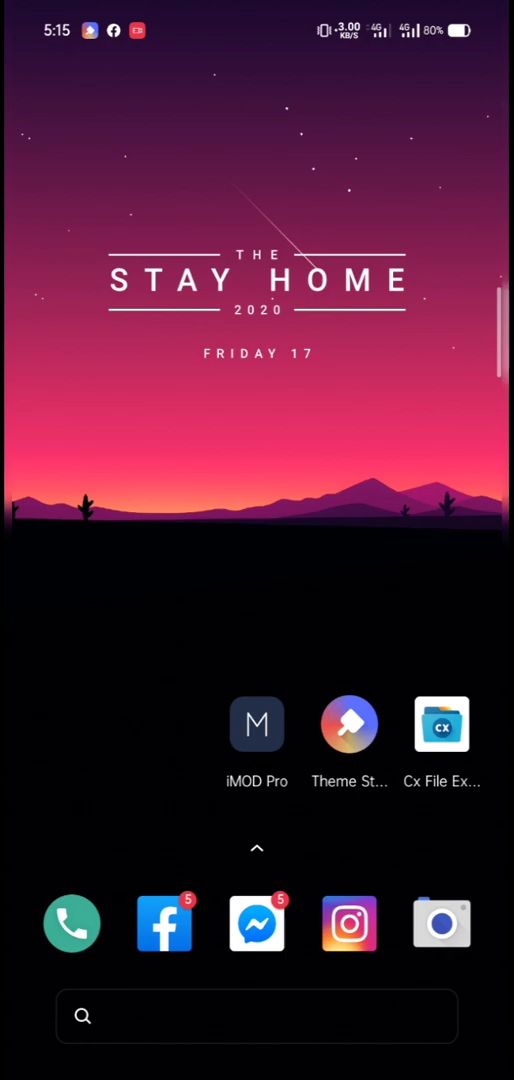 5:15 3.00 KB/S 4G 4G 80%
THE
STAY HOME
2020
FRIDAY 17
M
CX
iMOD Pro Theme St... Cx File Ex...
5 5